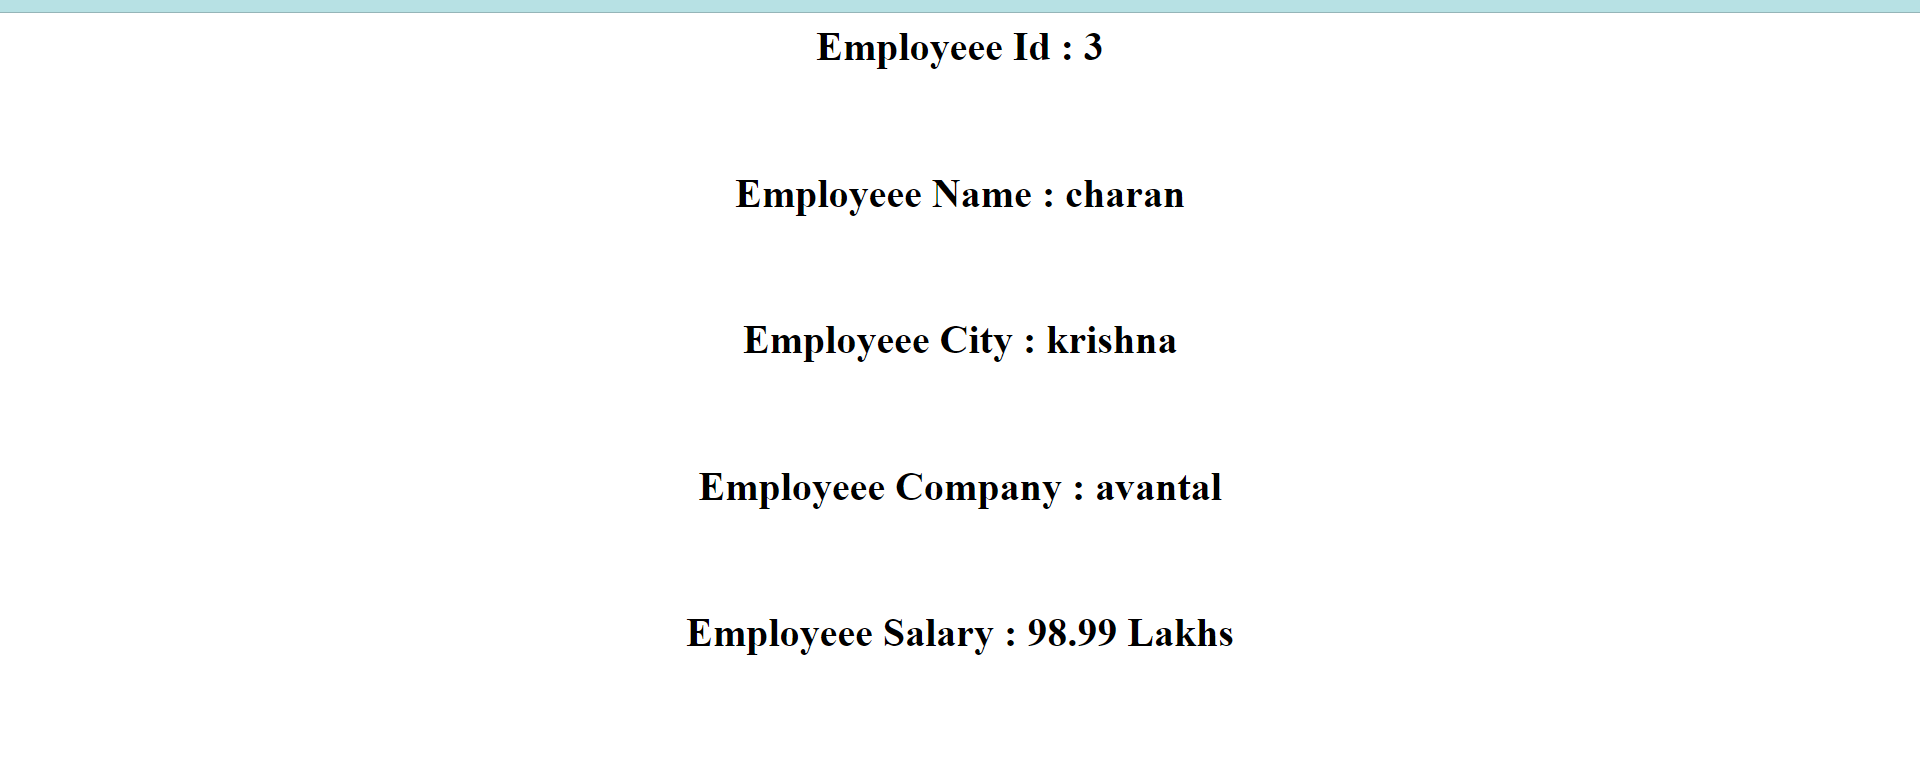 Employeee Id : 3
Employeee Name : charan
Employeee City : krishna
Employeee Company : avantal
Employeee Salary : 98.99 Lakhs